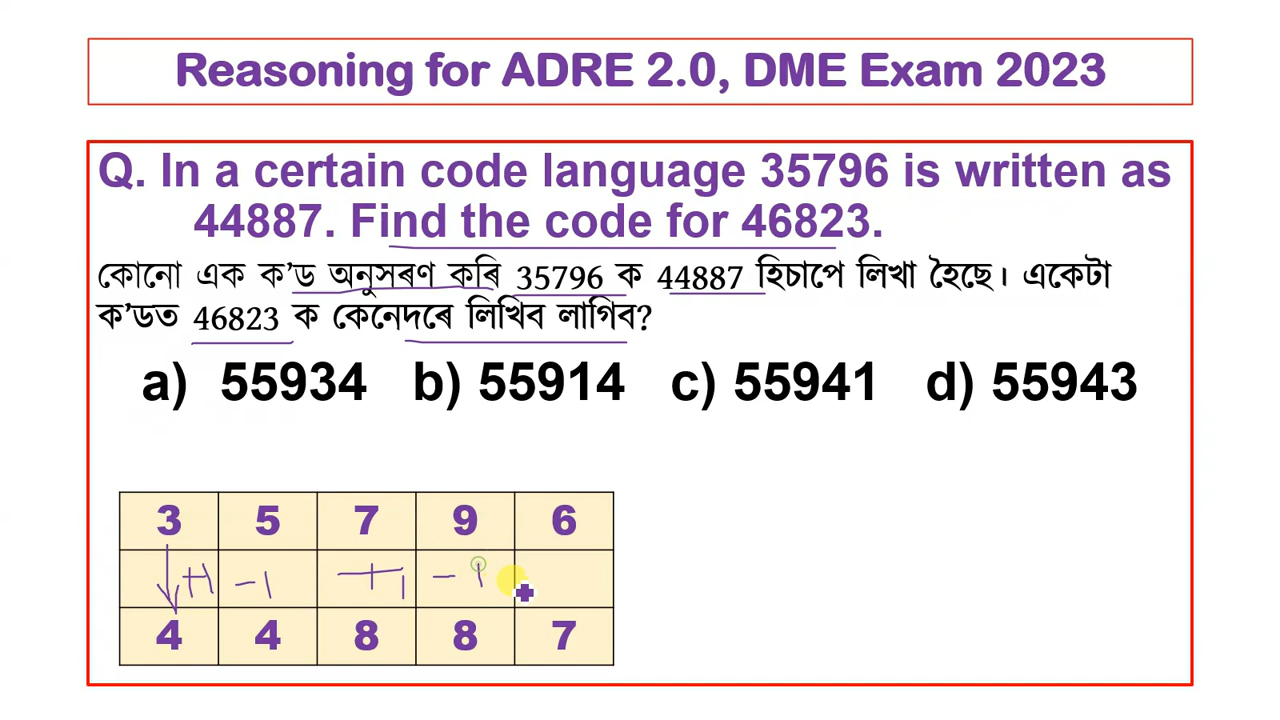 Reasoning for ADRE 2.0, DME Exam 2023
Q. In a certain code language 35796 is written as
44887. Find the code for 46823.
কোনো এক ক’ড অনুসৰণ কৰি 35796 ক 44887 হিচাপে লিখা হৈছে। একেটা
ক’ডত 46823 ক কেনেদৰে লিখিব লাগিব?
a) 55934 b) 55914 c) 55941 d) 55943
3 5 7 9 6
+1 -1 +1 -1
4 4 8 8 7